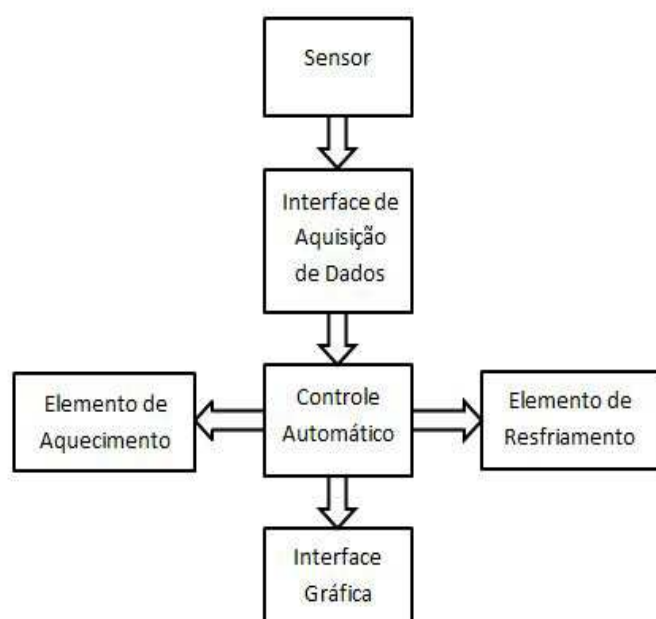 Sensor
Interface de
Aquisição
de Dados
Elemento de
Aquecimento
Controle
Automático
Elemento de
Resfriamento
Interface
Gráfica